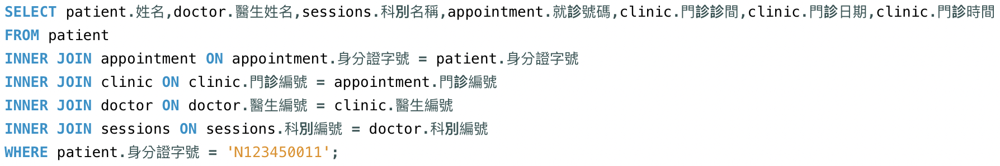 SELECT patient.姓名,doctor.醫生姓名,sessions.科別名稱,appointment.就診號碼,clinic.門診診間,clinic.門診日期,clinic.門診時間
FROM patient
INNER JOIN appointment ON appointment.身分證字號 = patient.身分證字號
INNER JOIN clinic ON clinic.門診編號 = appointment.門診編號
INNER JOIN doctor ON doctor.醫生編號 = clinic.醫生編號
INNER JOIN sessions ON sessions.科別編號 = doctor.科別編號
WHERE patient.身分證字號 = 'N123450011';